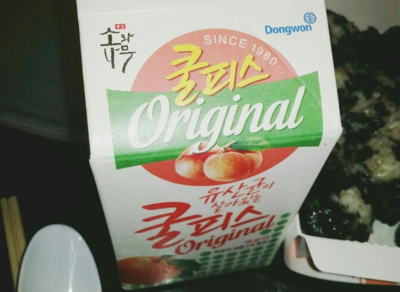 소와
나무
Dongwon
SINCE 1980
쿨피스
Original
유산균이
살아있는
쿨피스
Original